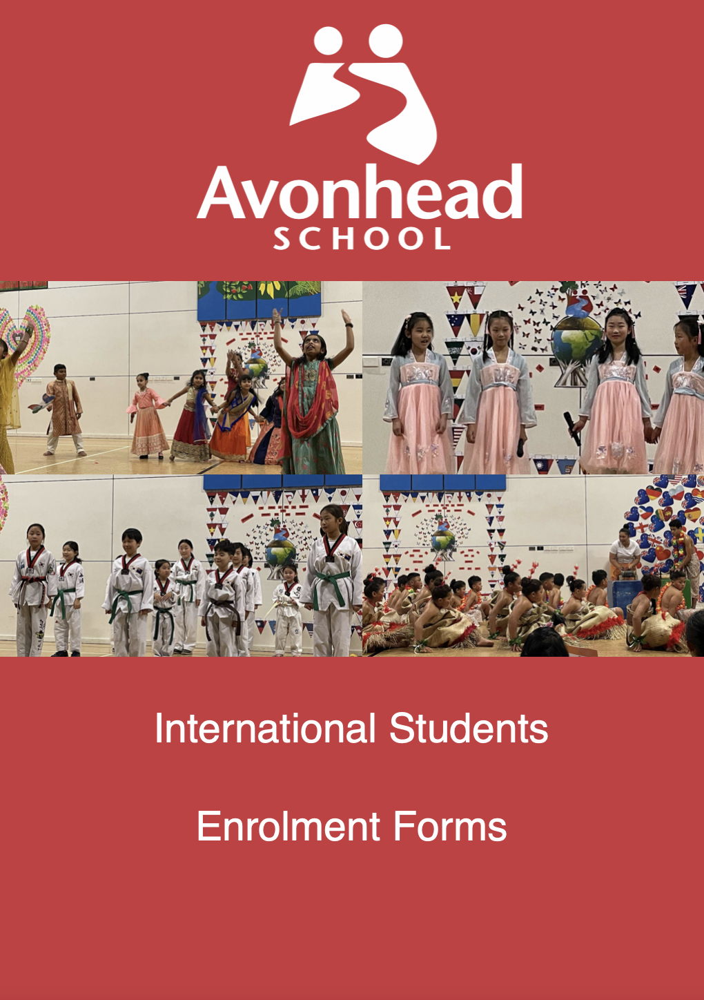 Avonhead
SCHOOL
International Students
Enrolment Forms